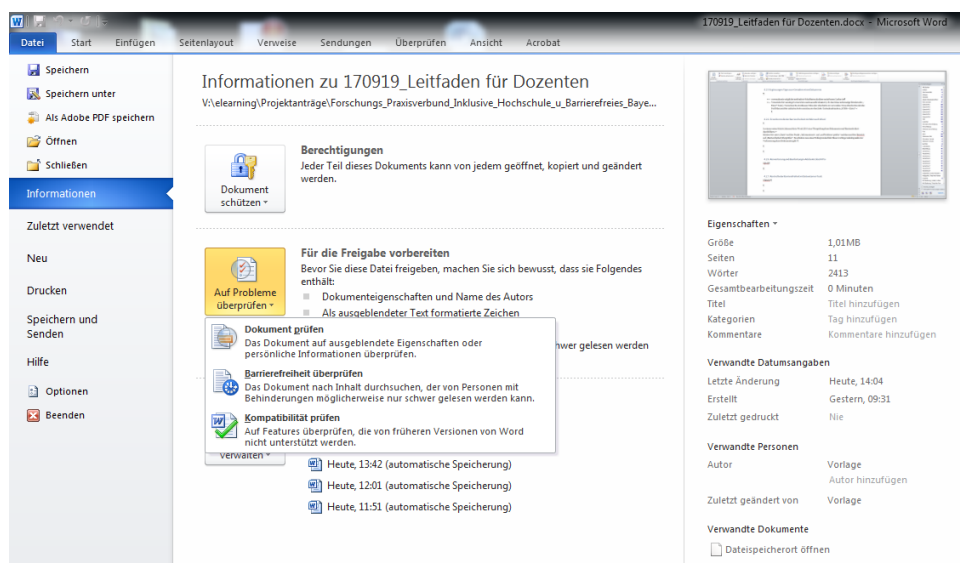 170919_Leitfaden für Dozenten.docx - Microsoft Word
Datei Start Einfügen Seitenlayout Verweise Sendungen Überprüfen Ansicht Acrobat
Speichern
Speichern unter
Als Adobe PDF speichern
Öffnen
Schließen
Informationen
Zuletzt verwendet
Neu
Drucken
Speichern und
Senden
Hilfe
Optionen
Beenden
Informationen zu 170919_Leitfaden für Dozenten
V:\elearning\Projektanträge\Forschungs_Praxisverbund_Inklusive_Hochschule_u_Barrierefreies_Baye...
Dokument
schützen
Berechtigungen
Jeder Teil dieses Dokuments kann von jedem geöffnet, kopiert und geändert
werden.
Auf Probleme
überprüfen
Für die Freigabe vorbereiten
Bevor Sie diese Datei freigeben, machen Sie sich bewusst, dass sie Folgendes
enthält:
Dokumenteigenschaften und Name des Autors
Als ausgeblendeter Text formatierte Zeichen
hwer gelesen werden
Dokument prüfen
Das Dokument auf ausgeblendete Eigenschaften oder
persönliche Informationen überprüfen.
Barrierefreiheit überprüfen
Das Dokument nach Inhalt durchsuchen, der von Personen mit
Behinderungen möglicherweise nur schwer gelesen werden kann.
Kompatibilität prüfen
Auf Features überprüfen, die von früheren Versionen von Word
nicht unterstützt werden.
verwalten
Heute, 13:42 (automatische Speicherung)
Heute, 12:01 (automatische Speicherung)
Heute, 11:51 (automatische Speicherung)
Eigenschaften
Größe 1,01MB
Seiten 11
Wörter 2413
Gesamtbearbeitungszeit 0 Minuten
Titel Titel hinzufügen
Kategorien Tag hinzufügen
Kommentare Kommentare hinzufügen
Verwandte Datumsangaben
Letzte Änderung Heute, 14:04
Erstellt Gestern, 09:31
Zuletzt gedruckt Nie
Verwandte Personen
Autor Vorlage
Autor hinzufügen
Zuletzt geändert von Vorlage
Verwandte Dokumente
Dateispeicherort öffnen